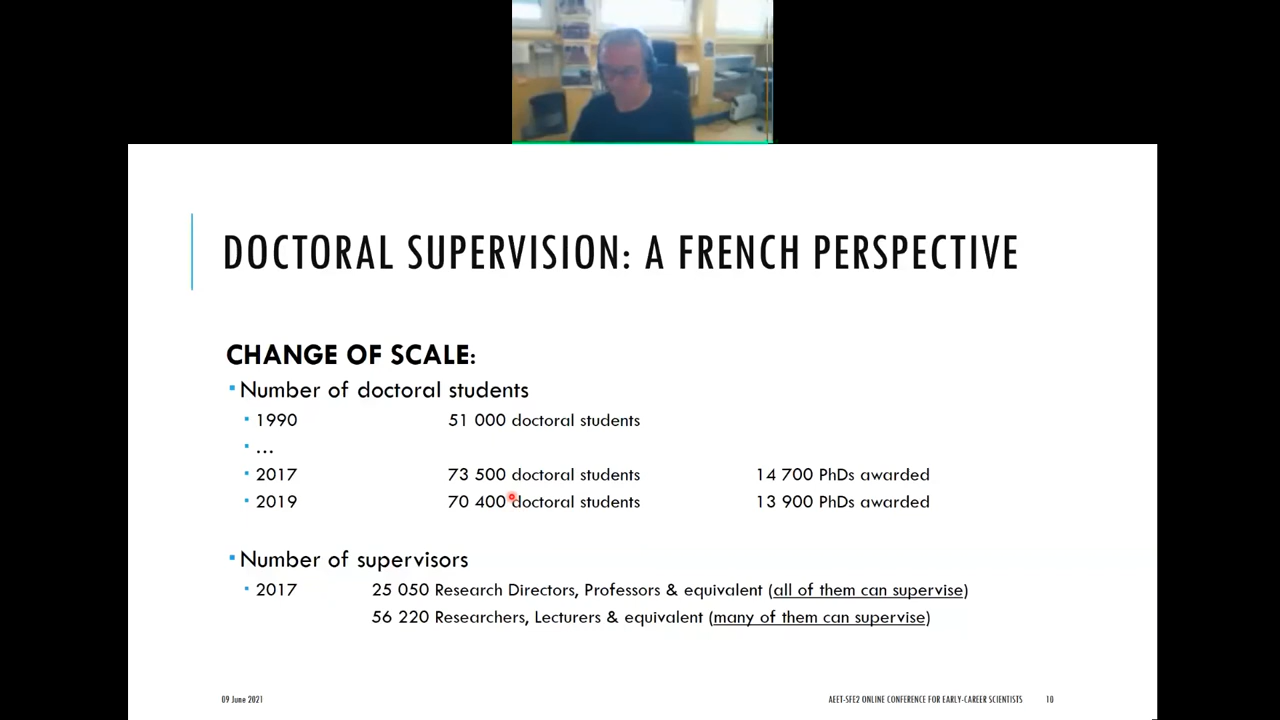 DOCTORAL SUPERVISION: A FRENCH PERSPECTIVE
CHANGE OF SCALE:
Number of doctoral students
1990 51 000 doctoral students
...
2017 73 500 doctoral students 14 700 PhDs awarded
2019 70 400 doctoral students 13 900 PhDs awarded
Number of supervisors
2017 25 050 Research Directors, Professors & equivalent (all of them can supervise)
56 220 Researchers, Lecturers & equivalent (many of them can supervise)
09 June 2021 AEET-SFE2 ONLINE CONFERENCE FOR EARLY-CAREER SCIENTISTS 10